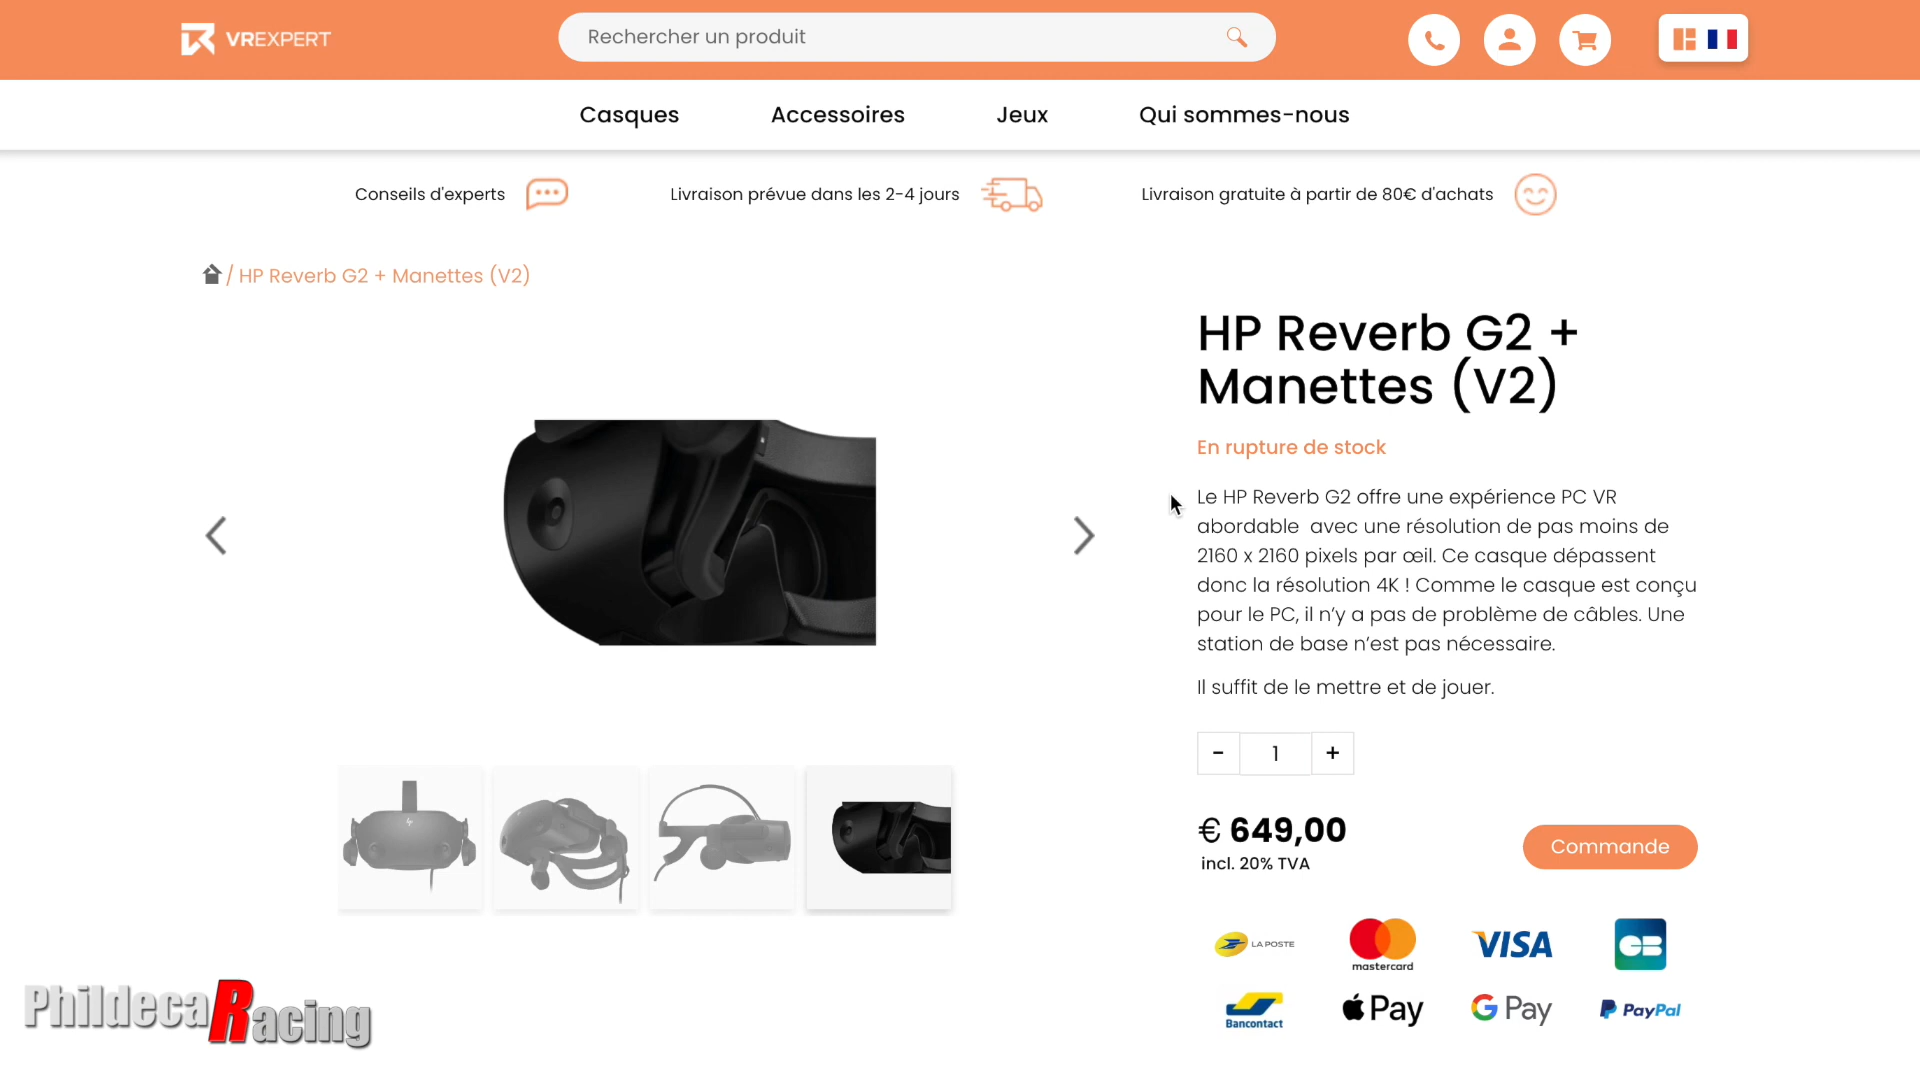 VREXPERT
Rechercher un produit
Casques
Accessoires
Jeux
Qui sommes-nous
Conseils d'experts
Livraison prévue dans les 2-4 jours
Livraison gratuite à partir de 80€ d'achats
/ HP Reverb G2 + Manettes (V2)
HP Reverb G2 +
Manettes (V2)
En rupture de stock
Le HP Reverb G2 offre une expérience PC VR
abordable avec une résolution de pas moins de
2160 x 2160 pixels par œil. Ce casque dépassent
donc la résolution 4K ! Comme le casque est conçu
pour le PC, il n’y a pas de problème de câbles. Une
station de base n’est pas nécessaire.
Il suffit de le mettre et de jouer.
- 1 +
€ 649,00
incl. 20% TVA
Commande
LA POSTE
mastercard
VISA
CB
Bancontact
Pay
G Pay
PayPal
PhildecaRacing